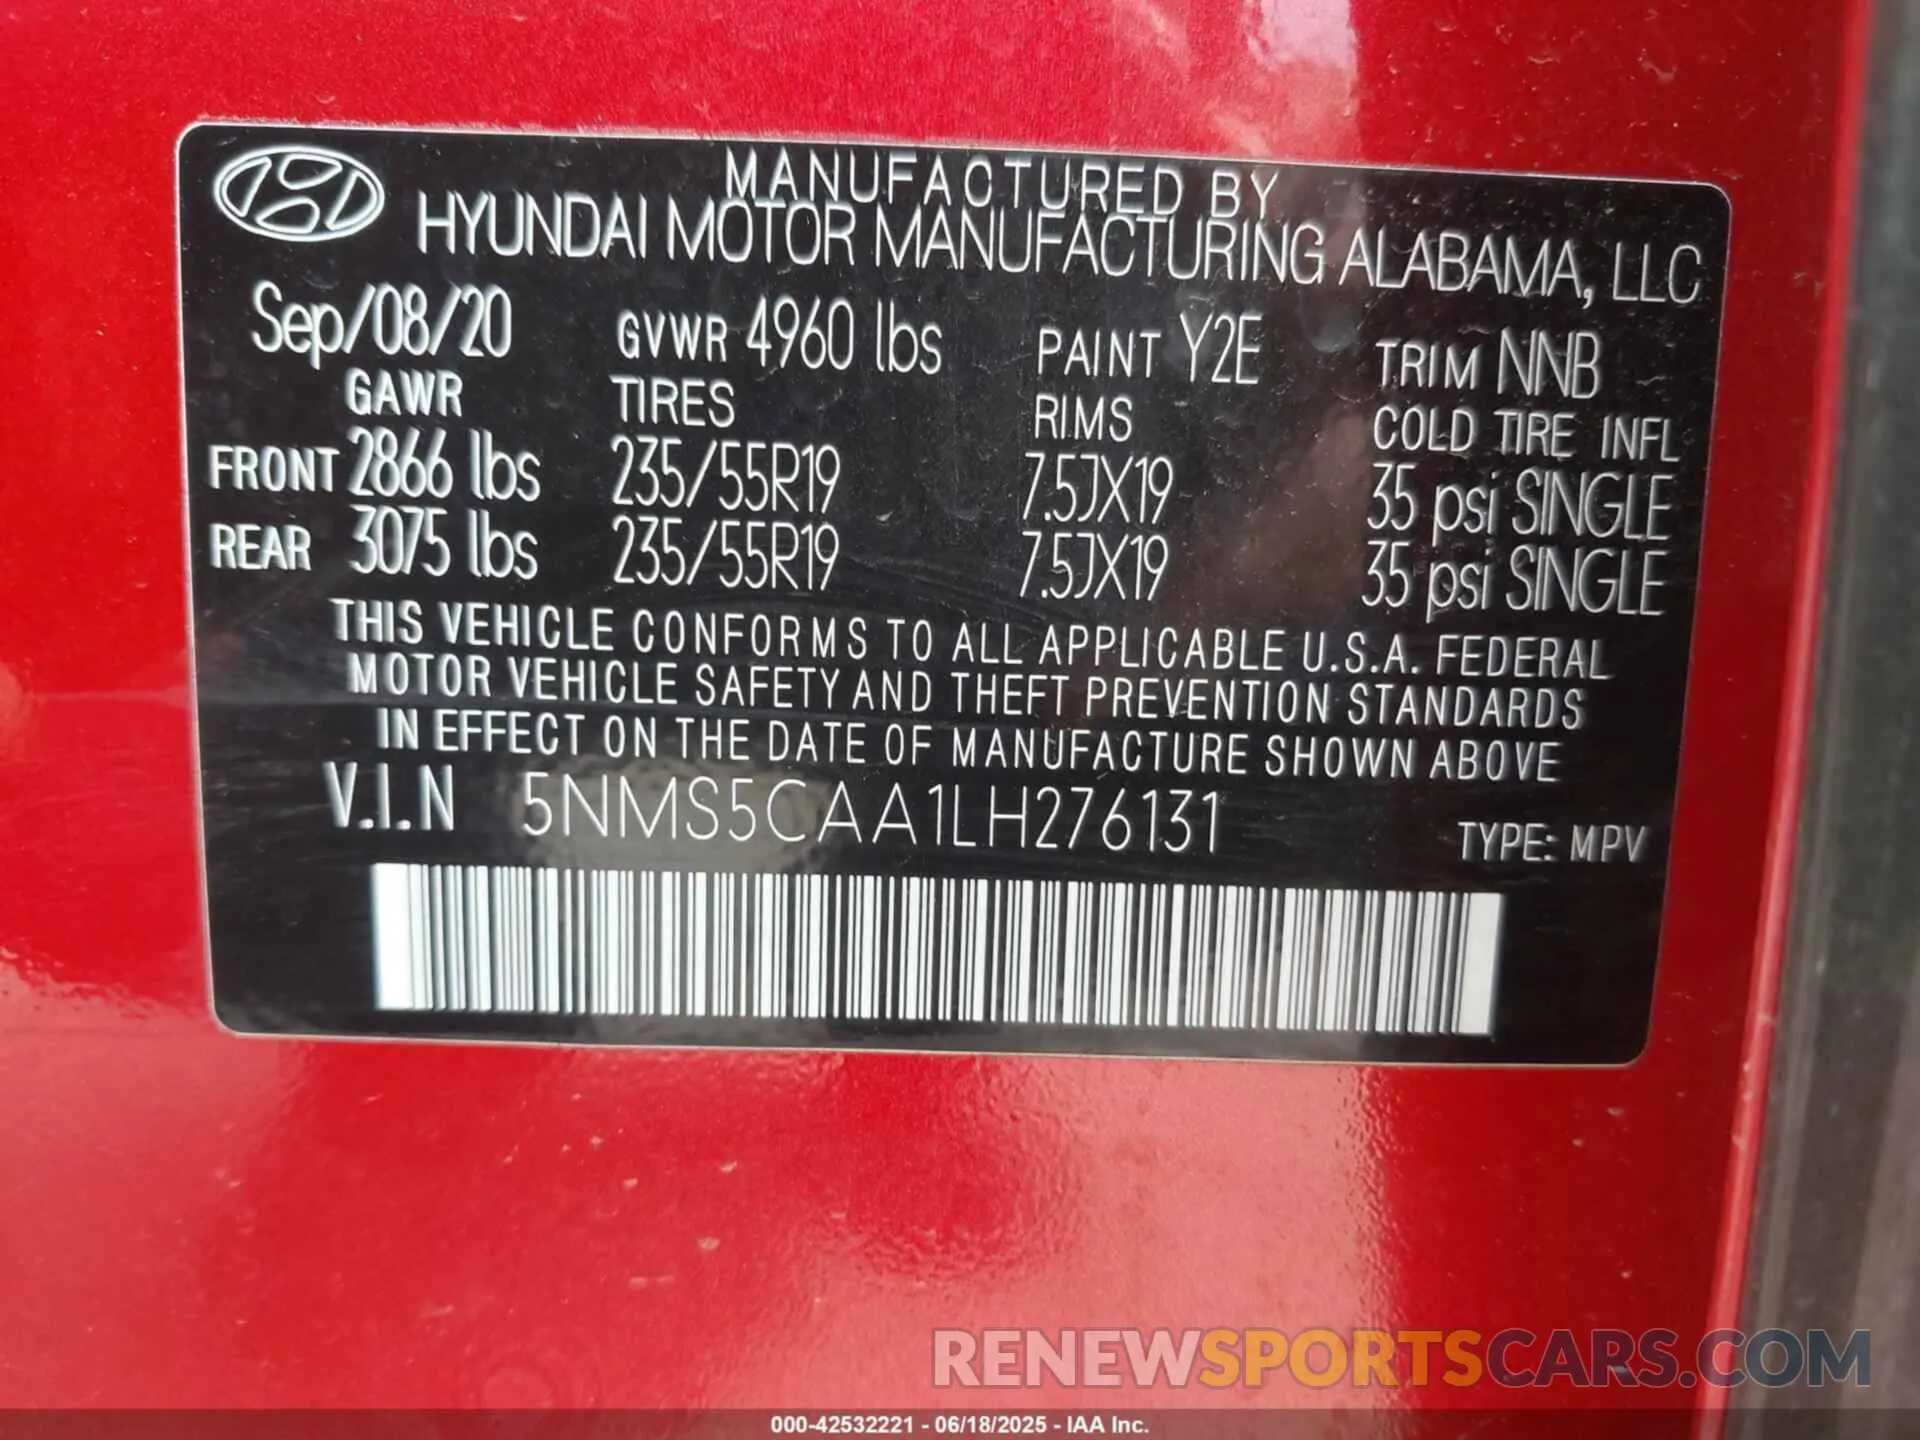 MANUFACTURED BY
HYUNDAI MOTOR MANUFACTURING ALABAMA, LLC
Sep/08/20 GVWR 4960 lbs PAINT Y2E TRIM NNB
GAWR TIRES RIMS COLD TIRE INFL
FRONT 2866 lbs 235/55R19 7.5JX19 35 psi SINGLE
REAR 3075 lbs 235/55R19 7.5JX19 35 psi SINGLE
THIS VEHICLE CONFORMS TO ALL APPLICABLE U.S.A. FEDERAL
MOTOR VEHICLE SAFETY AND THEFT PREVENTION STANDARDS
IN EFFECT ON THE DATE OF MANUFACTURE SHOWN ABOVE
V.I.N 5NMS5CAA1LH276131 TYPE: MPV
RENEWSPORTSCARS.COM
000-42532221 - 06/18/2025 - IAA Inc.